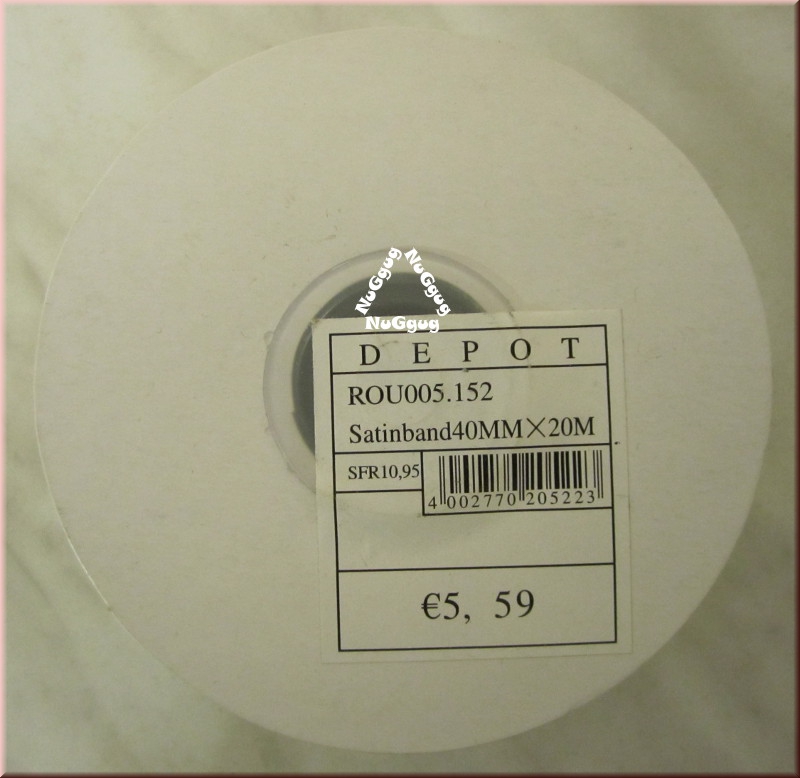 NuGgug NuGgug
NuGgug
DEPOT
ROU005.152
Satinband40MM×20M
SFR10,95
4 002770 205223
€5, 59